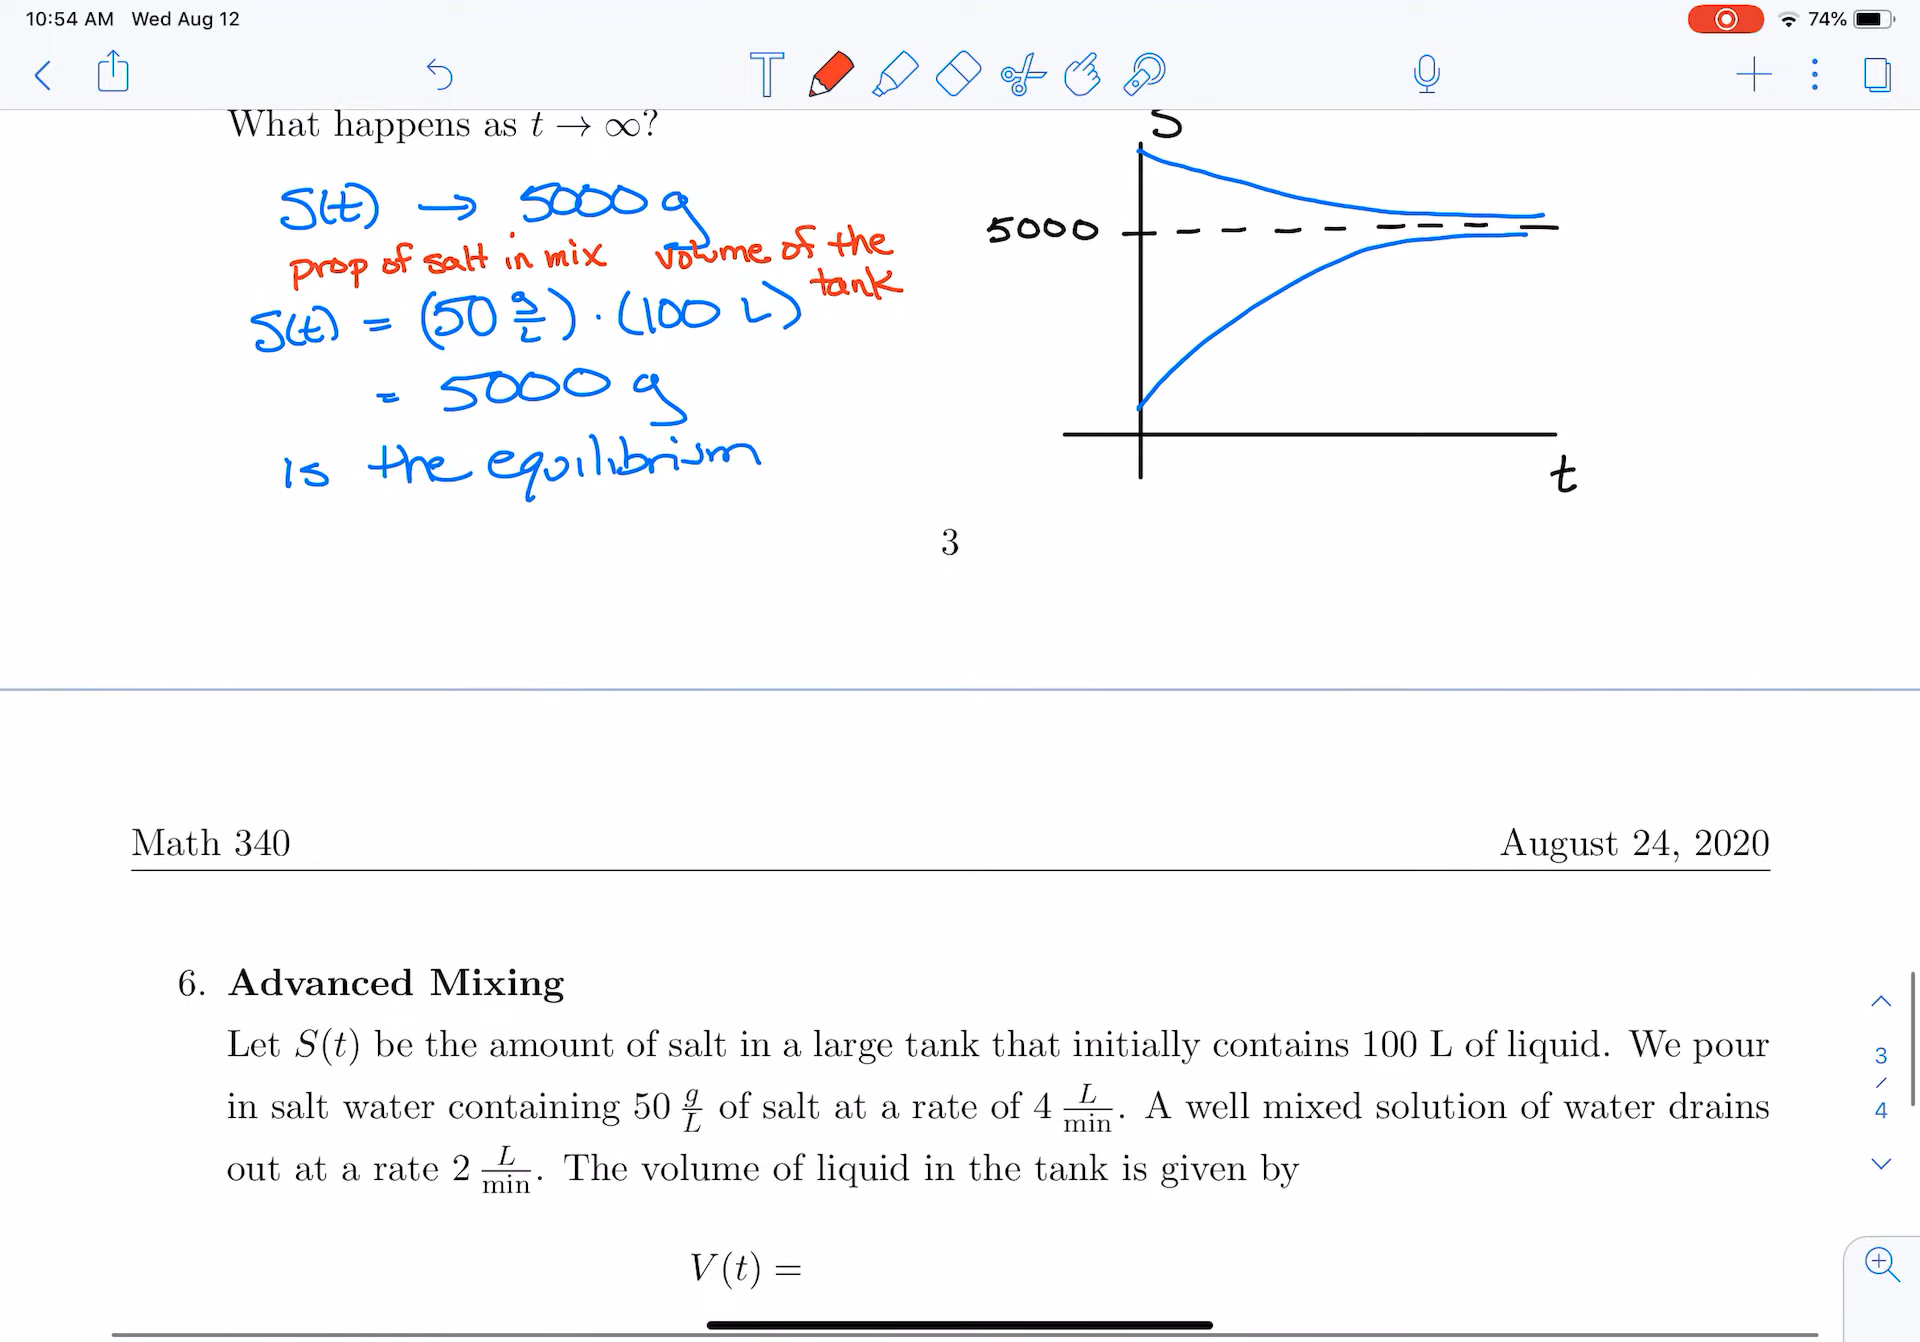 10:54 AM Wed Aug 12
74%
What happens as t → ∞?
S(t) → 5000 g
prop of salt in mix volume of the tank
S(t) = (50 g/L) · (100 L)
= 5000 g
is the equilibrium
S
5000
t
3
Math 340
August 24, 2020
6. Advanced Mixing
Let S(t) be the amount of salt in a large tank that initially contains 100 L of liquid. We pour
in salt water containing 50 g/L of salt at a rate of 4 L/min. A well mixed solution of water drains
out at a rate 2 L/min. The volume of liquid in the tank is given by
V(t) =
3
/
4